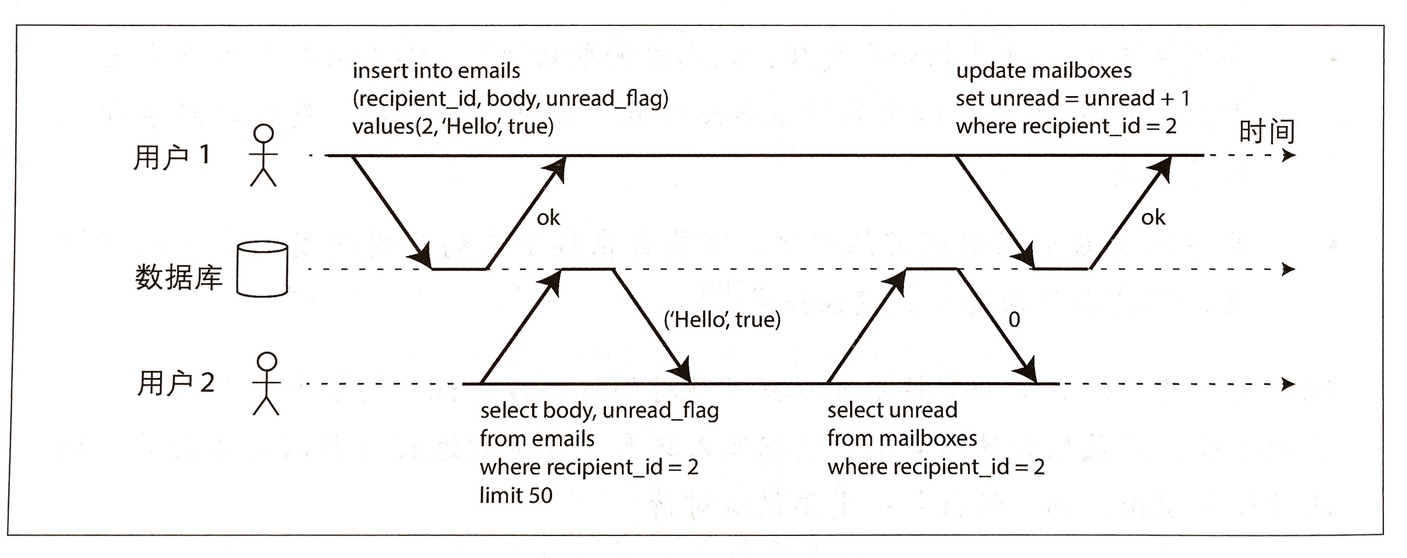 insert into emails
(recipient_id, body, unread_flag)
values(2, ‘Hello’, true)
update mailboxes
set unread = unread + 1
where recipient_id = 2
时间
用户 1
ok
ok
数据库
(‘Hello’, true)
0
用户 2
select body, unread_flag
from emails
where recipient_id = 2
limit 50
select unread
from mailboxes
where recipient_id = 2